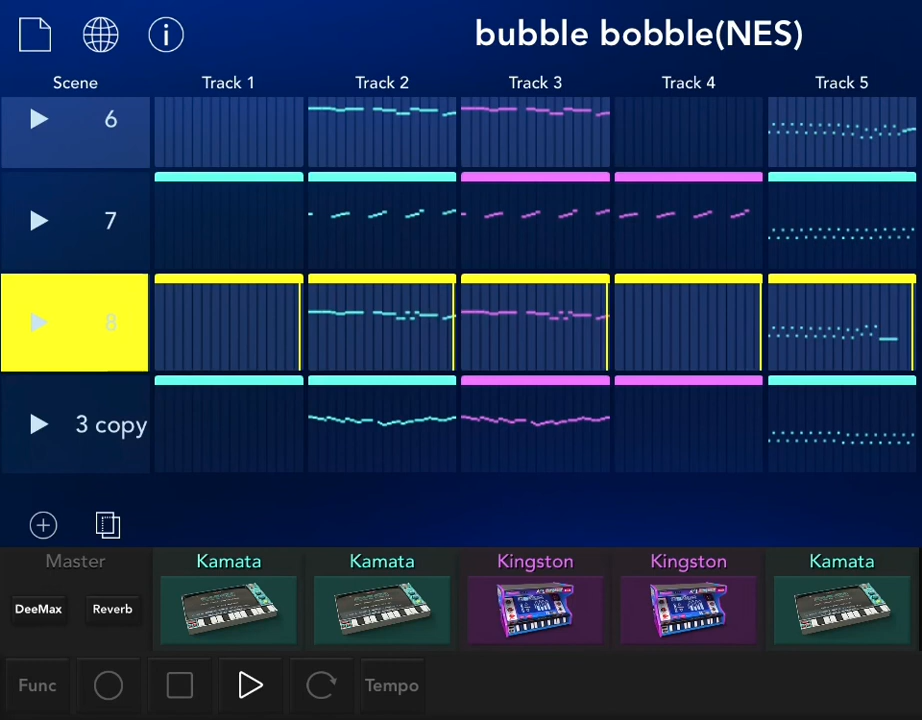 bubble bobble(NES)
Scene Track 1 Track 2 Track 3 Track 4 Track 5
6
7
8
3 copy
Master Kamata Kamata Kingston Kingston Kamata
DeeMax Reverb
Func Tempo